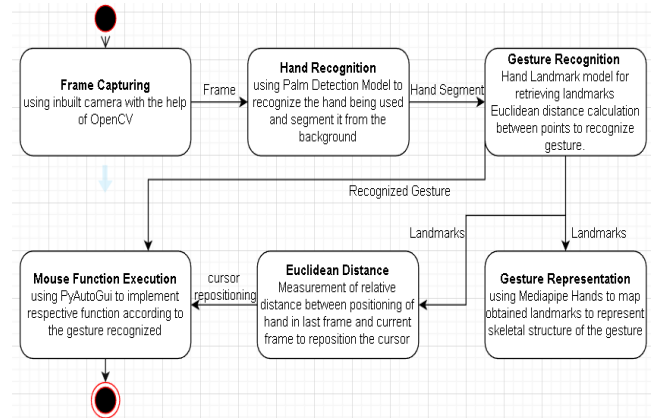 Frame Capturing
using inbuilt camera with the help
of OpenCV
Frame
Hand Recognition
using Palm Detection Model to
recognize the hand being used
and segment it from the
background
Hand Segment
Gesture Recognition
Hand Landmark model for
retrieving landmarks
Euclidean distance calculation
between points to recognize
gesture.
Recognized Gesture
Landmarks
Landmarks
Mouse Function Execution
using PyAutoGui to implement
respective function according to
the gesture recognized
cursor
repositioning
Euclidean Distance
Measurement of relative
distance between positioning of
hand in last frame and current
frame to reposition the cursor
Gesture Representation
using Mediapipe Hands to map
obtained landmarks to represent
skeletal structure of the gesture